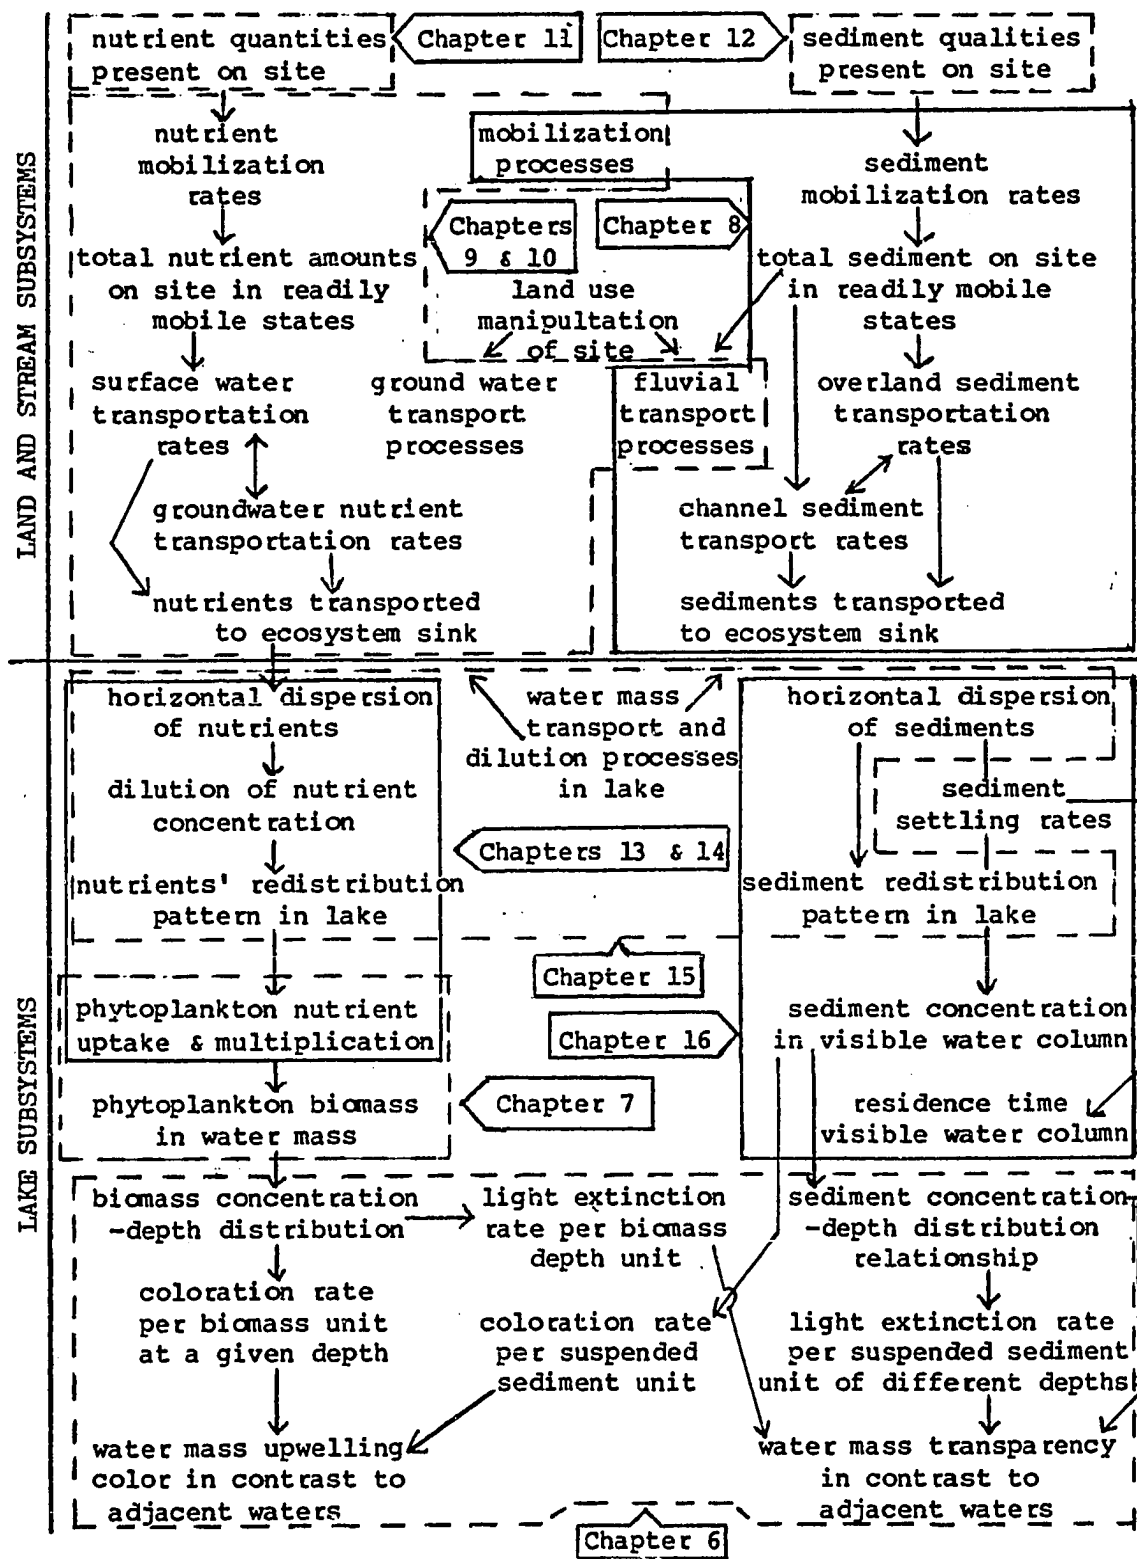 nutrient quantities
present on site
Chapter 11
Chapter 12
sediment qualities
present on site
LAND AND STREAM SUBSYSTEMS
nutrient
mobilization
rates
mobilization
processes
sediment
mobilization rates
Chapters
9 & 10
Chapter 8
total nutrient amounts
on site in readily
mobile states
land use
manipultation
of site
total sediment on site
in readily mobile
states
surface water
transportation
rates
ground water
transport
processes
fluvial
transport
processes
overland sediment
transportation
rates
groundwater nutrient
transportation rates
channel sediment
transport rates
nutrients transported
to ecosystem sink
sediments transported
to ecosystem sink
LAKE SUBSYSTEMS
horizontal dispersion
of nutrients
water mass
transport and
dilution processes
in lake
horizontal dispersion
of sediments
dilution of nutrient
concentration
sediment
settling rates
Chapters 13 & 14
nutrients' redistribution
pattern in lake
sediment redistribution
pattern in lake
Chapter 15
phytoplankton nutrient
uptake & multiplication
Chapter 16
sediment concentration
in visible water column
phytoplankton biomass
in water mass
Chapter 7
residence time
visible water column
biomass concentration
-depth distribution
light extinction
rate per biomass
depth unit
sediment concentration
-depth distribution
relationship
coloration rate
per biomass unit
at a given depth
coloration rate
per suspended
sediment unit
light extinction rate
per suspended sediment
unit of different depths
water mass upwelling
color in contrast to
adjacent waters
water mass transparency
in contrast to
adjacent waters
Chapter 6